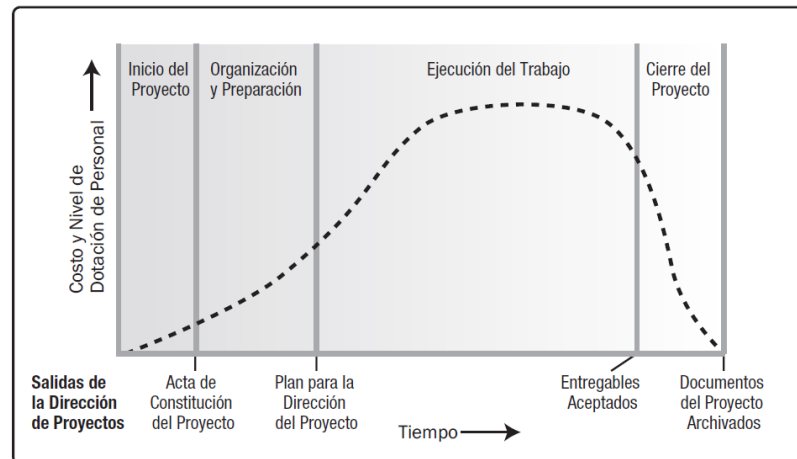 Inicio del
Proyecto
Organización
y Preparación
Ejecución del Trabajo
Cierre del
Proyecto
Costo y Nivel de
Dotación de Personal
Salidas de
la Dirección
de Proyectos
Acta de
Constitución
del Proyecto
Plan para la
Dirección
del Proyecto
Tiempo
Entregables
Aceptados
Documentos
del Proyecto
Archivados